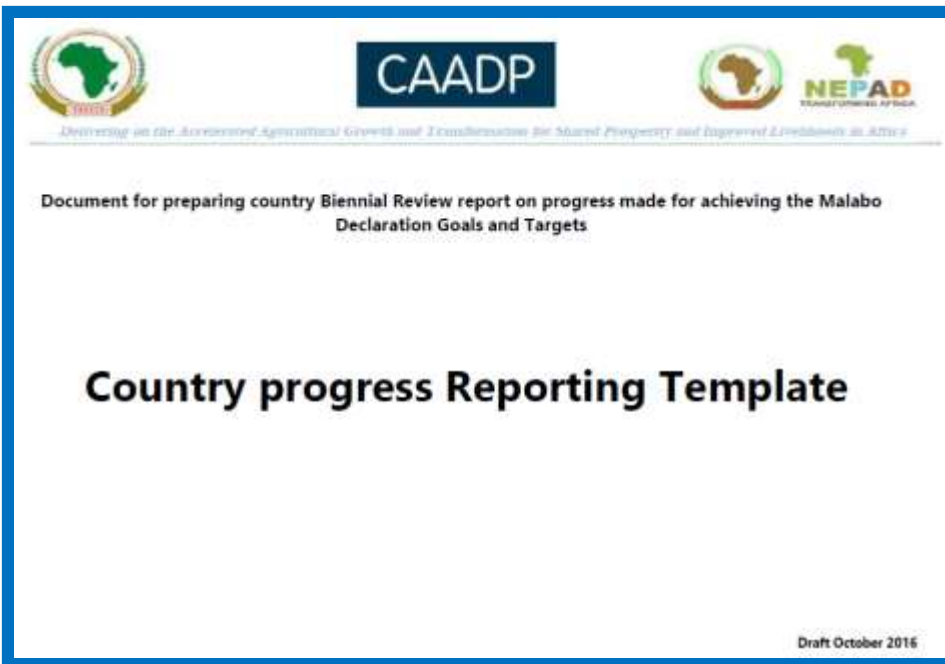 CAADP
NEPAD
TRANSFORMING AFRICA
Delivering on the Accelerated Agricultural Growth and Transformation for Shared Prosperity and Improved Livelihoods in Africa
Document for preparing country Biennial Review report on progress made for achieving the Malabo
Declaration Goals and Targets
Country progress Reporting Template
Draft October 2016